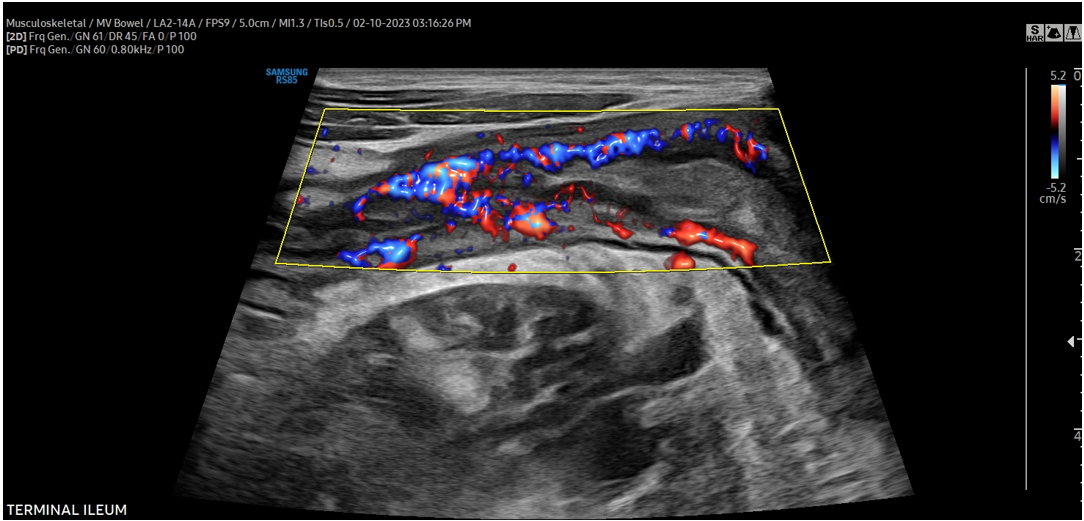 Musculoskeletal / MV Bowel / LA2-14A / FPS9 / 5.0cm / MI1.3 / TIs0.5 / 02-10-2023 03:16:26 PM
[2D] Frq Gen./GN 61/DR 45/FA 0/P 100
[PD] Frq Gen./GN 60/0.80kHz/P 100
S
HAR
SAMSUNG
RS85
5.2
0
-5.2
cm/s
2
4
TERMINAL ILEUM